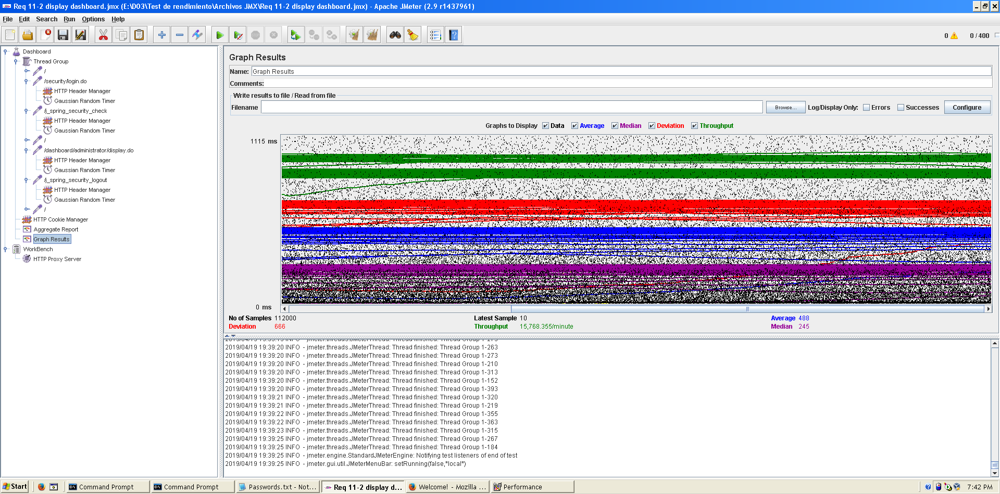 Req 11-2 display dashboard.jmx (E:\D03\Test de rendimiento\Archivos JMX\Req 11-2 display dashboard.jmx) - Apache JMeter (2.9 r1437961)
File Edit Search Run Options Help
0 0 / 400
Dashboard
Thread Group
/
/security/login.do
HTTP Header Manager
Gaussian Random Timer
/j_spring_security_check
HTTP Header Manager
Gaussian Random Timer
/
/dashboard/administrator/display.do
HTTP Header Manager
Gaussian Random Timer
/j_spring_security_logout
HTTP Header Manager
Gaussian Random Timer
/
HTTP Cookie Manager
Aggregate Report
Graph Results
WorkBench
HTTP Proxy Server
Graph Results
Name: Graph Results
Comments:
Write results to file / Read from file
Filename Browse... Log/Display Only: Errors Successes Configure
Graphs to Display Data Average Median Deviation Throughput
1115 ms
0 ms
No of Samples 112000 Latest Sample 10 Average 488
Deviation 666 Throughput 15,768.355/minute Median 245
2019/04/19 19:39:20 INFO - jmeter.threads.JMeterThread: Thread finished: Thread Group 1-263
2019/04/19 19:39:20 INFO - jmeter.threads.JMeterThread: Thread finished: Thread Group 1-273
2019/04/19 19:39:20 INFO - jmeter.threads.JMeterThread: Thread finished: Thread Group 1-210
2019/04/19 19:39:20 INFO - jmeter.threads.JMeterThread: Thread finished: Thread Group 1-313
2019/04/19 19:39:20 INFO - jmeter.threads.JMeterThread: Thread finished: Thread Group 1-152
2019/04/19 19:39:20 INFO - jmeter.threads.JMeterThread: Thread finished: Thread Group 1-393
2019/04/19 19:39:21 INFO - jmeter.threads.JMeterThread: Thread finished: Thread Group 1-320
2019/04/19 19:39:21 INFO - jmeter.threads.JMeterThread: Thread finished: Thread Group 1-219
2019/04/19 19:39:22 INFO - jmeter.threads.JMeterThread: Thread finished: Thread Group 1-355
2019/04/19 19:39:22 INFO - jmeter.threads.JMeterThread: Thread finished: Thread Group 1-363
2019/04/19 19:39:23 INFO - jmeter.threads.JMeterThread: Thread finished: Thread Group 1-315
2019/04/19 19:39:25 INFO - jmeter.threads.JMeterThread: Thread finished: Thread Group 1-267
2019/04/19 19:39:25 INFO - jmeter.threads.JMeterThread: Thread finished: Thread Group 1-184
2019/04/19 19:39:25 INFO - jmeter.engine.StandardJMeterEngine: Notifying test listeners of end of test
2019/04/19 19:39:25 INFO - jmeter.gui.util.JMeterMenuBar: setRunning(false,*local*)
Start Command Prompt Command Prompt Passwords.txt - Not... Req 11-2 display d... Welcome! - Mozilla ... Performance 7:42 PM